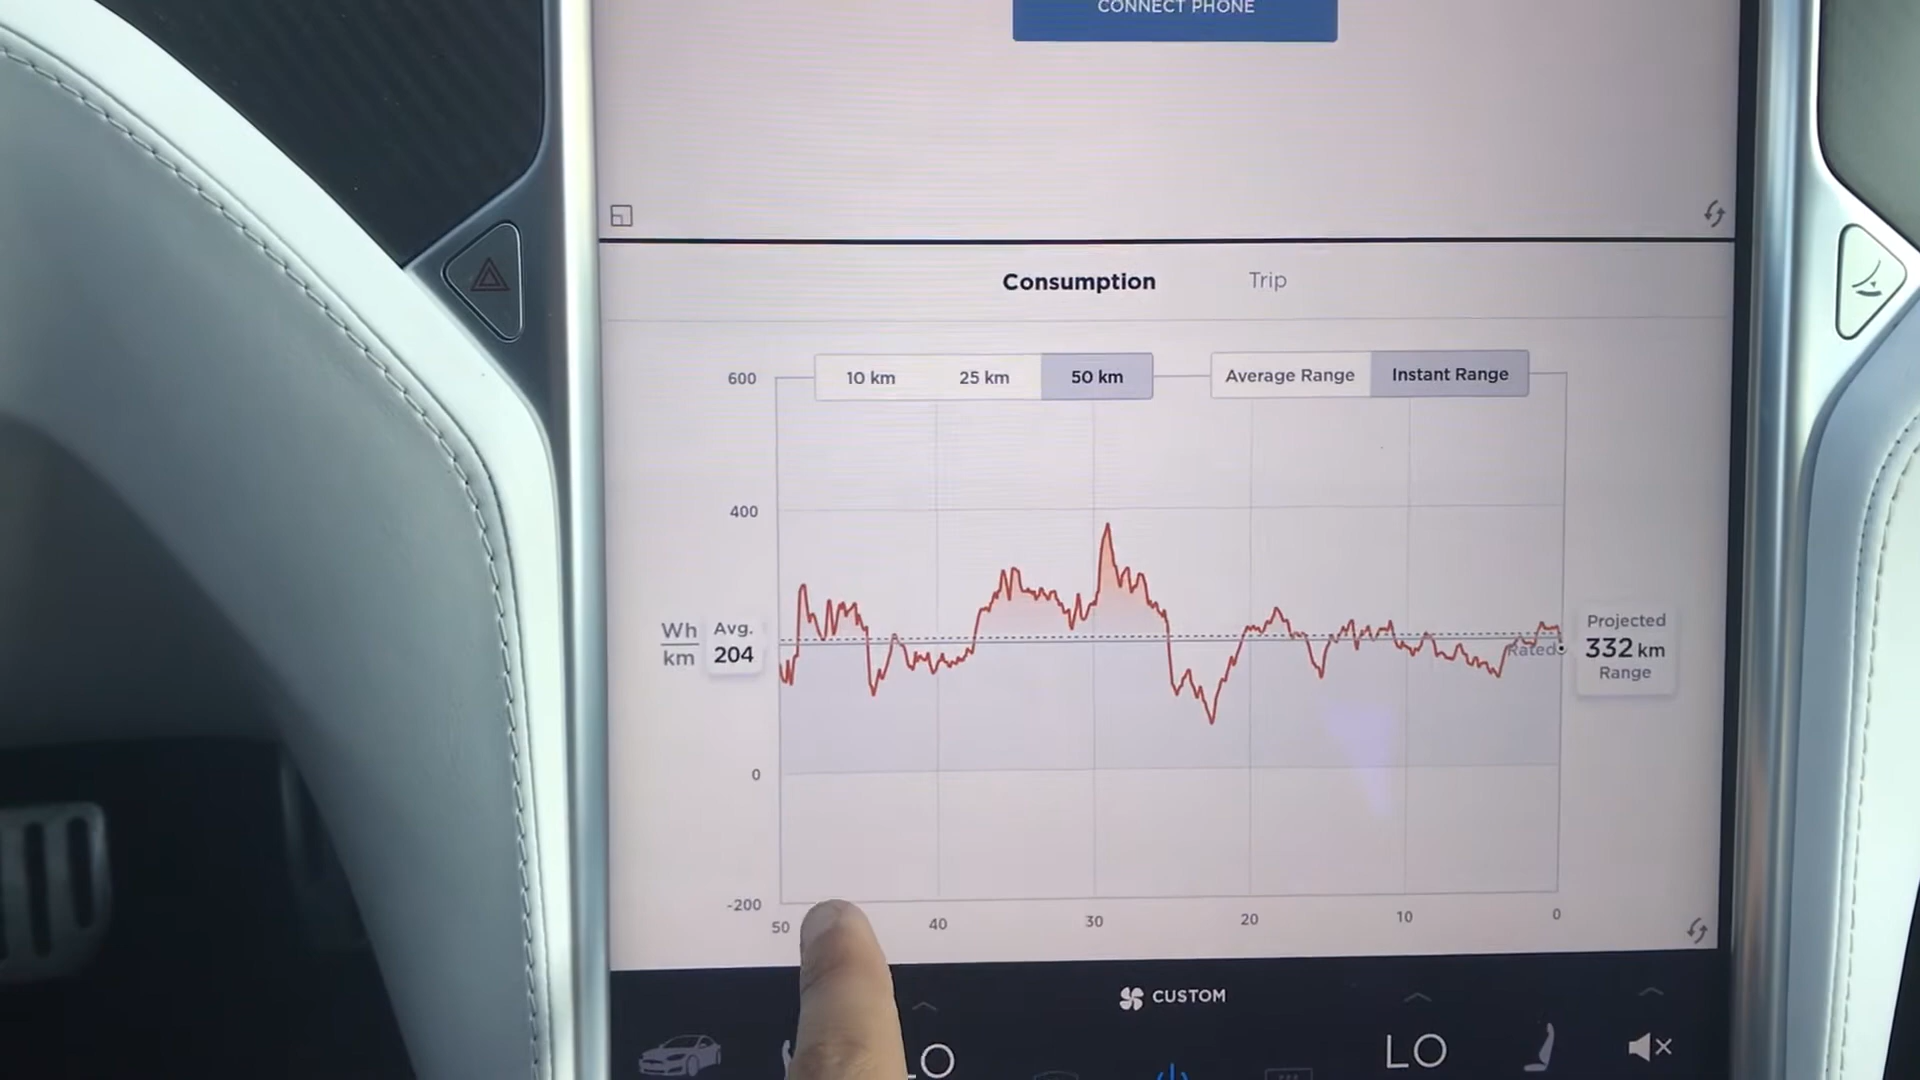 CONNECT PHONE
Consumption Trip
10 km 25 km 50 km Average Range Instant Range
600
400
Wh
km
Avg.
204
Rated
Projected
332 km
Range
0
-200
50 40 30 20 10 0
CUSTOM
LO LO